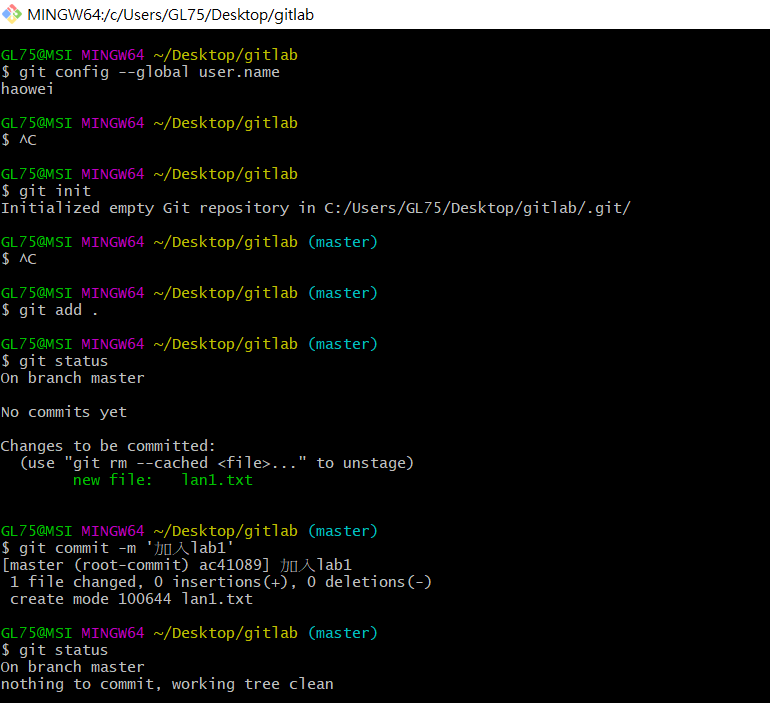 MINGW64:/c/Users/GL75/Desktop/gitlab
GL75@MSI MINGW64 ~/Desktop/gitlab
$ git config --global user.name
haowei
GL75@MSI MINGW64 ~/Desktop/gitlab
$ ^C
GL75@MSI MINGW64 ~/Desktop/gitlab
$ git init
Initialized empty Git repository in C:/Users/GL75/Desktop/gitlab/.git/
GL75@MSI MINGW64 ~/Desktop/gitlab (master)
$ ^C
GL75@MSI MINGW64 ~/Desktop/gitlab (master)
$ git add .
GL75@MSI MINGW64 ~/Desktop/gitlab (master)
$ git status
On branch master
No commits yet
Changes to be committed:
(use "git rm --cached <file>..." to unstage)
new file: lan1.txt
GL75@MSI MINGW64 ~/Desktop/gitlab (master)
$ git commit -m '加入lab1'
[master (root-commit) ac41089] 加入lab1
1 file changed, 0 insertions(+), 0 deletions(-)
create mode 100644 lan1.txt
GL75@MSI MINGW64 ~/Desktop/gitlab (master)
$ git status
On branch master
nothing to commit, working tree clean